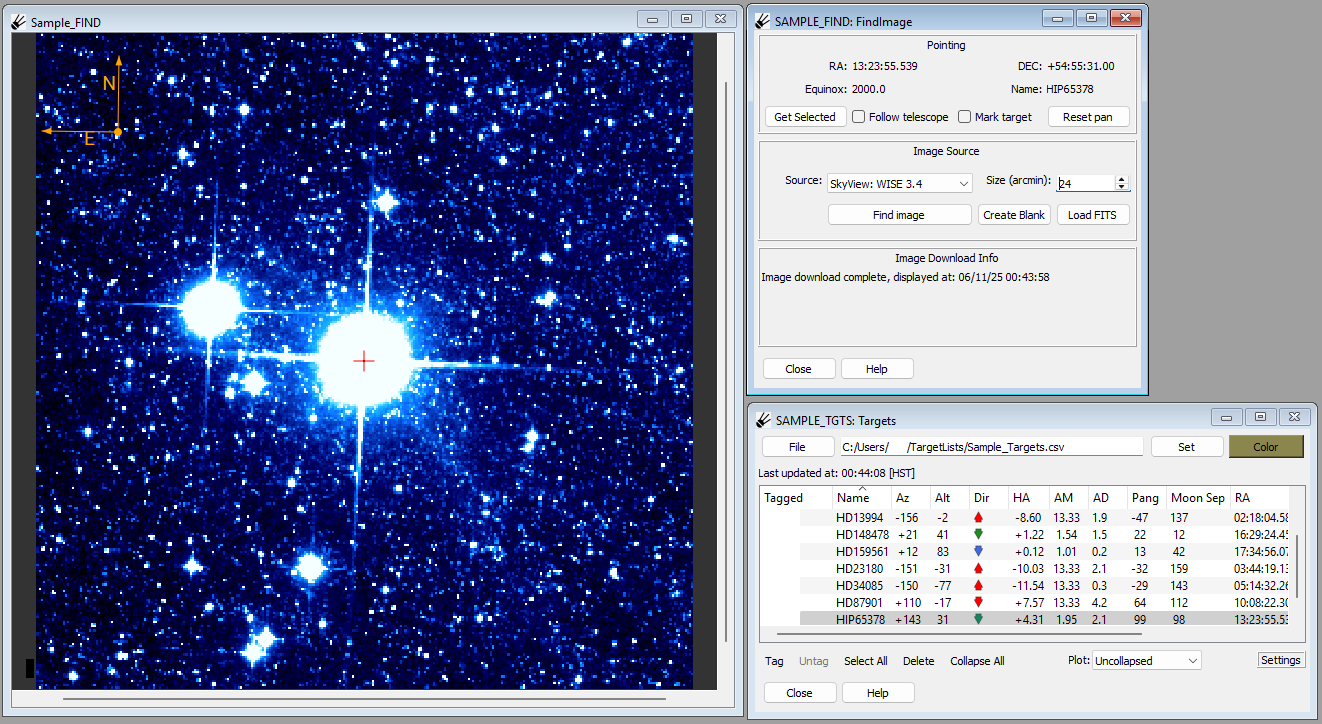 Sample_FIND
N
E
SAMPLE_FIND: FindImage
Pointing
RA: 13:23:55.539 DEC: +54:55:31.00
Equinox: 2000.0 Name: HIP65378
Get Selected Follow telescope Mark target Reset pan
Image Source
Source: SkyView: WISE 3.4 Size (arcmin): 24
Find image Create Blank Load FITS
Image Download Info
Image download complete, displayed at: 06/11/25 00:43:58
Close Help
SAMPLE_TGTS: Targets
File C:/Users/ /TargetLists/Sample_Targets.csv Set Color
Last updated at: 00:44:08 [HST]
Tagged Name Az Alt Dir HA AM AD Pang Moon Sep RA
HD13994 -156 -2 -8.60 13.33 1.9 -47 137 02:18:04.58
HD148478 +21 41 +1.22 1.54 1.5 22 12 16:29:24.45
HD159561 +12 83 +0.12 1.01 0.2 13 42 17:34:56.07
HD23180 -151 -31 -10.03 13.33 2.1 -32 159 03:44:19.13
HD34085 -150 -77 -11.54 13.33 0.3 -29 143 05:14:32.26
HD87901 +110 -17 +7.57 13.33 4.2 64 112 10:08:22.30
HIP65378 +143 31 +4.31 1.95 2.1 99 98 13:23:55.53
Tag Untag Select All Delete Collapse All Plot: Uncollapsed Settings
Close Help